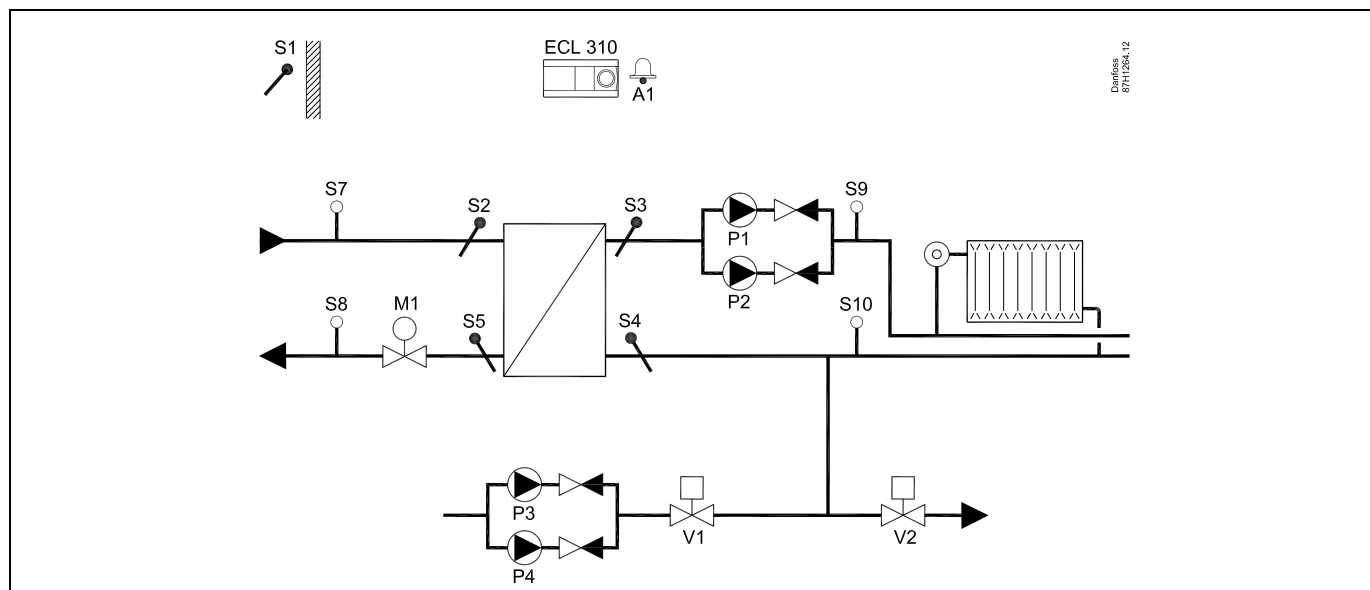 S1
ECL 310
A1
Danfoss
87H1264.12
S7
S2
S3
P1
S9
P2
S8
M1
S5
S4
S10
P3
V1
V2
P4